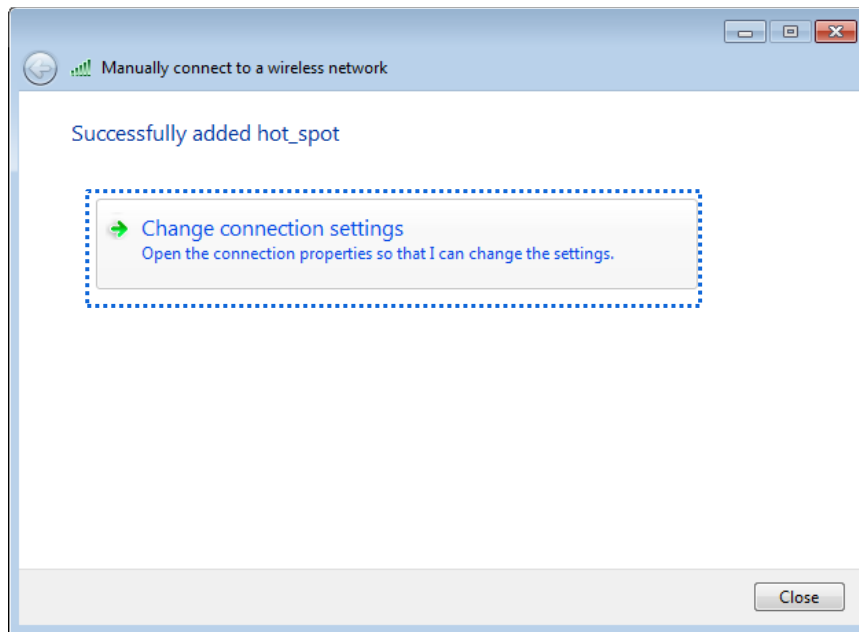 Manually connect to a wireless network
Successfully added hot_spot
Change connection settings
Open the connection properties so that I can change the settings.
Close